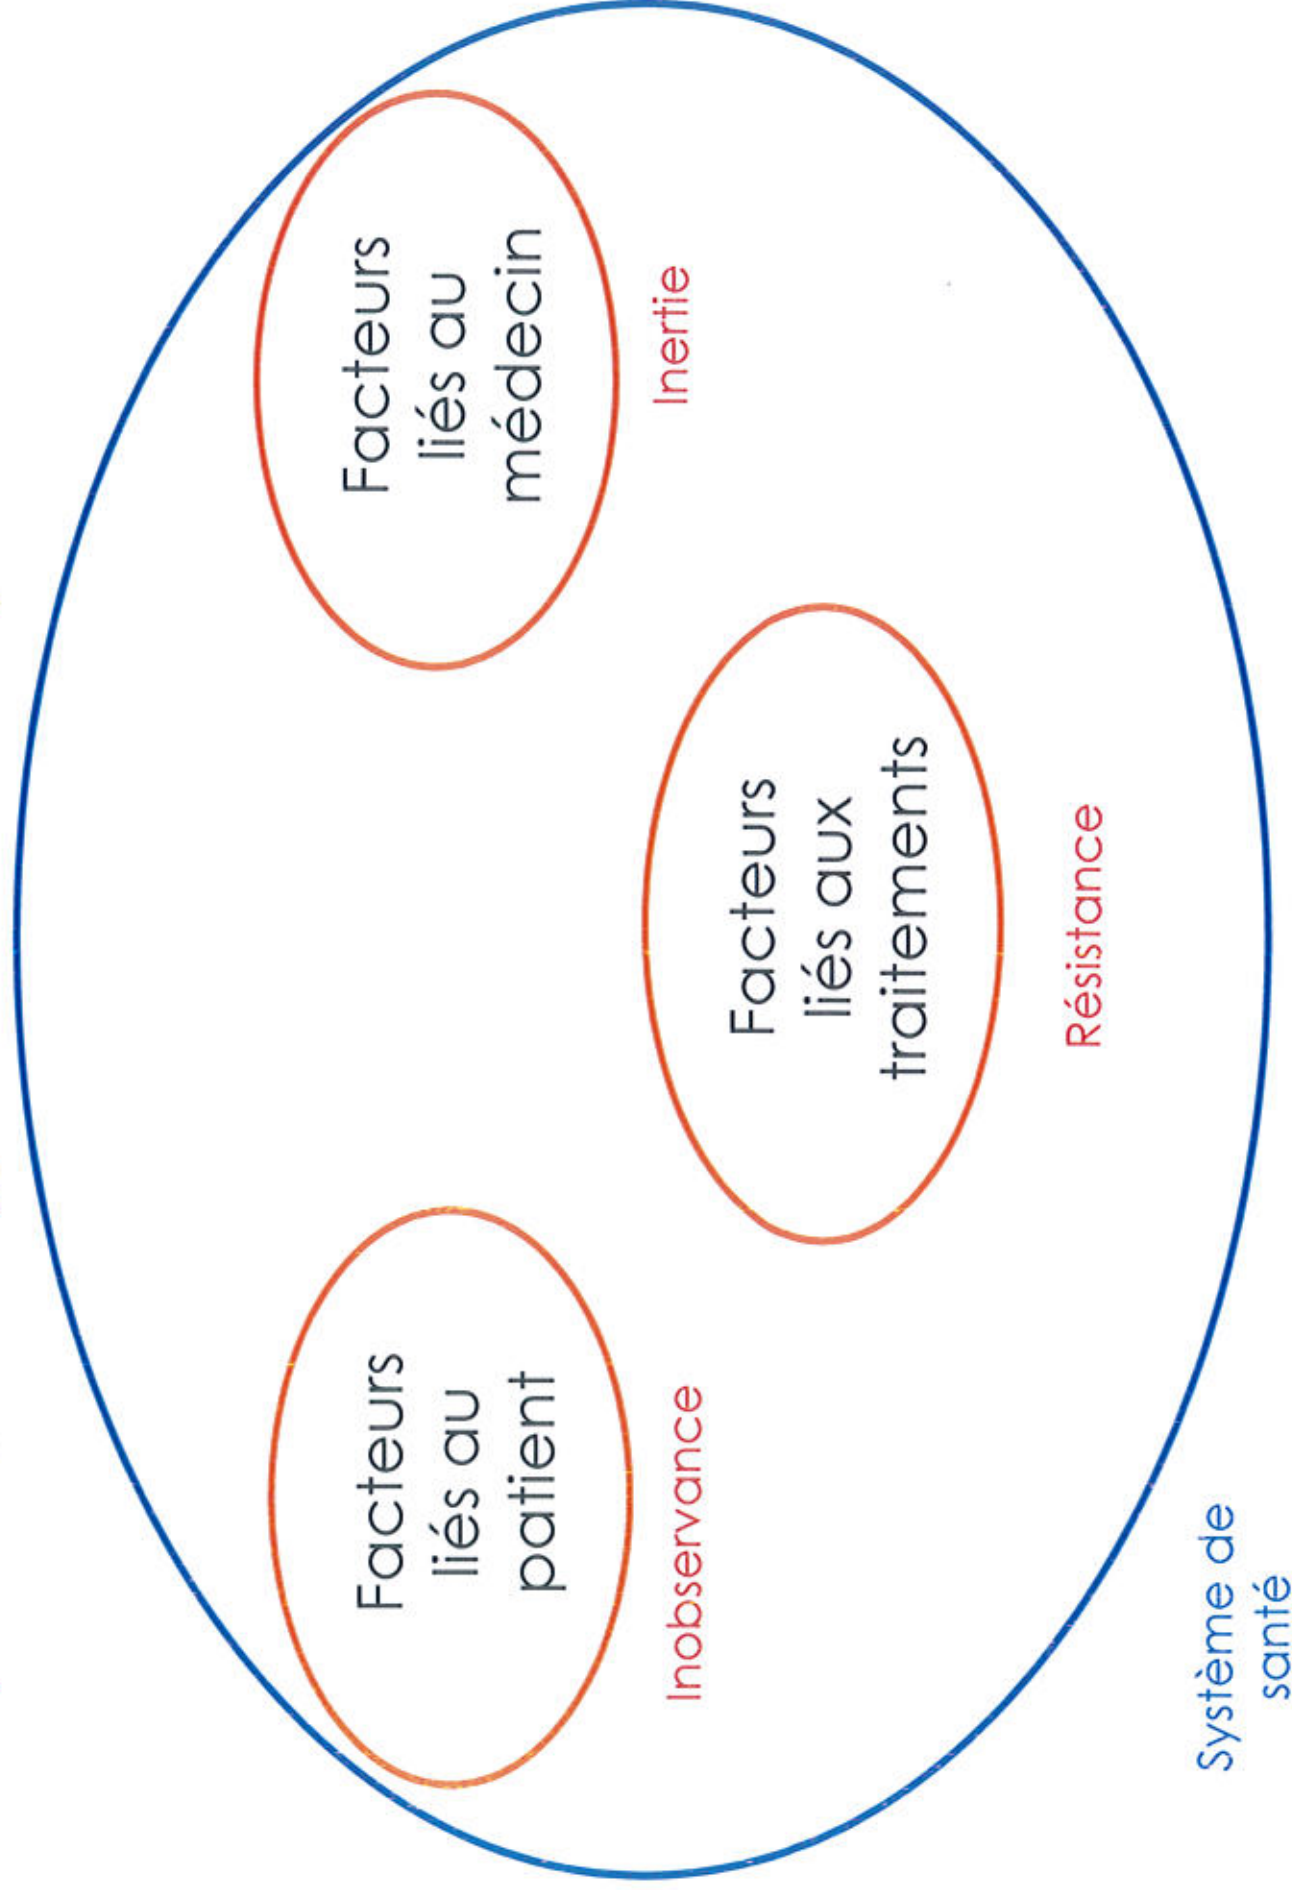 Facteurs
liés au
patient
Inobservance
Facteurs
liés aux
traitements
Résistance
Facteurs
liés au
médecin
Inertie
Système de
santé